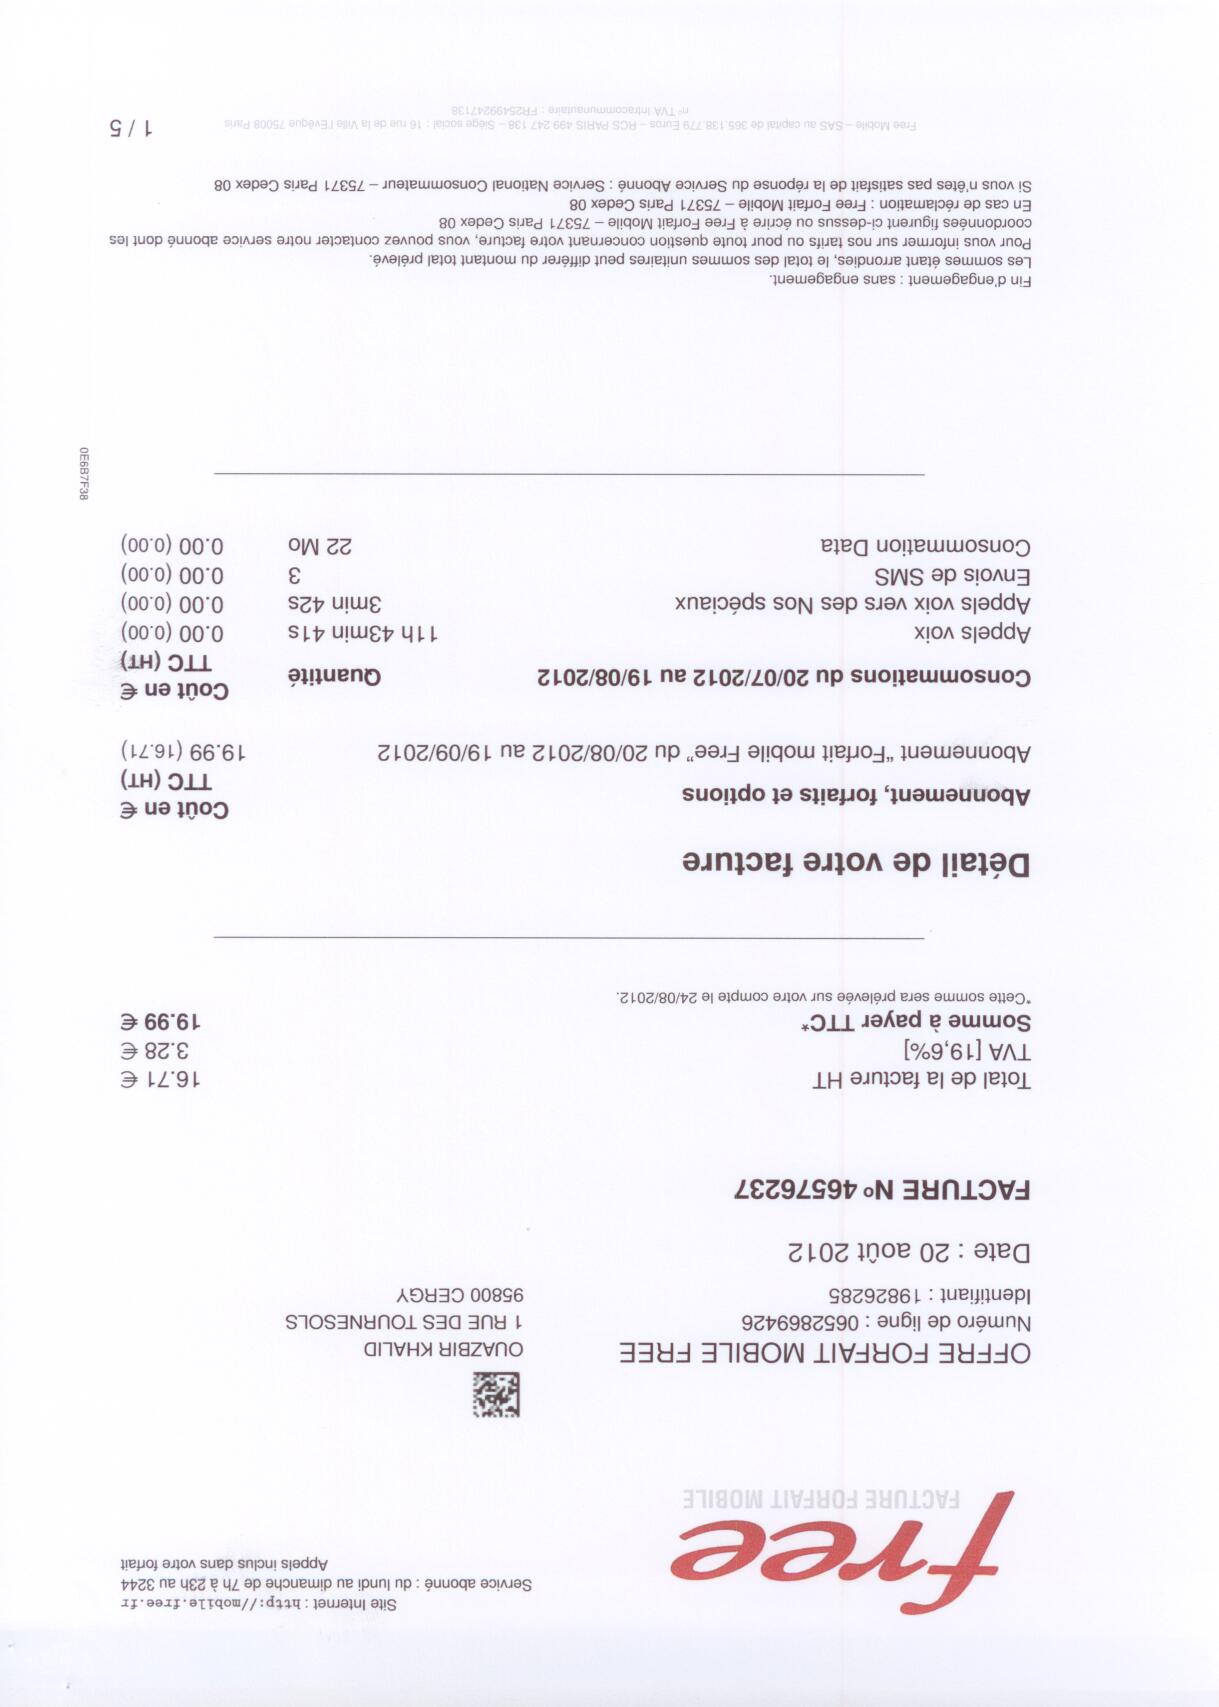 Site Internet : http://mobile.free.fr
Service abonné : du lundi au dimanche de 7h à 23h au 3244
Appels inclus dans votre forfait
free
FACTURE FORFAIT MOBILE
OFFRE FORFAIT MOBILE FREE
Numéro de ligne : 0652869426
Identifiant : 19826285
OUAZBIR KHALID
1 RUE DES TOURNESOLS
95800 CERGY
Date : 20 août 2012
FACTURE Nº 46576237
Total de la facture HT 16.71 €
TVA [19,6%] 3.28 €
Somme à payer TTC* 19.99 €
*Cette somme sera prélevée sur votre compte le 24/08/2012.
Détail de votre facture
Abonnement, forfaits et options Coût en € TTC (HT)
Abonnement "Forfait mobile Free" du 20/08/2012 au 19/09/2012 19.99 (16.71)
Consommations du 20/07/2012 au 19/08/2012 Quantité Coût en € TTC (HT)
Appels voix 11h 43min 41s 0.00 (0.00)
Appels voix vers des Nos spéciaux 3min 42s 0.00 (0.00)
Envois de SMS 3 0.00 (0.00)
Consommation Data 22 Mo 0.00 (0.00)
0E6B7F38
Fin d'engagement : sans engagement.
Les sommes étant arrondies, le total des sommes unitaires peut différer du montant total prélevé.
Pour vous informer sur nos tarifs ou pour toute question concernant votre facture, vous pouvez contacter notre service abonné dont les
coordonnées figurent ci-dessus ou écrire à Free Forfait Mobile – 75371 Paris Cedex 08
En cas de réclamation : Free Forfait Mobile – 75371 Paris Cedex 08
Si vous n'êtes pas satisfait de la réponse du Service Abonné : Service National Consommateur – 75371 Paris Cedex 08
Free Mobile – SAS au capital de 365.138.779 Euros – RCS PARIS 499 247 138 – Siège social : 16 rue de la Ville l'Evêque 75008 Paris
nº TVA Intracommunautaire : FR25499247138
1 / 5